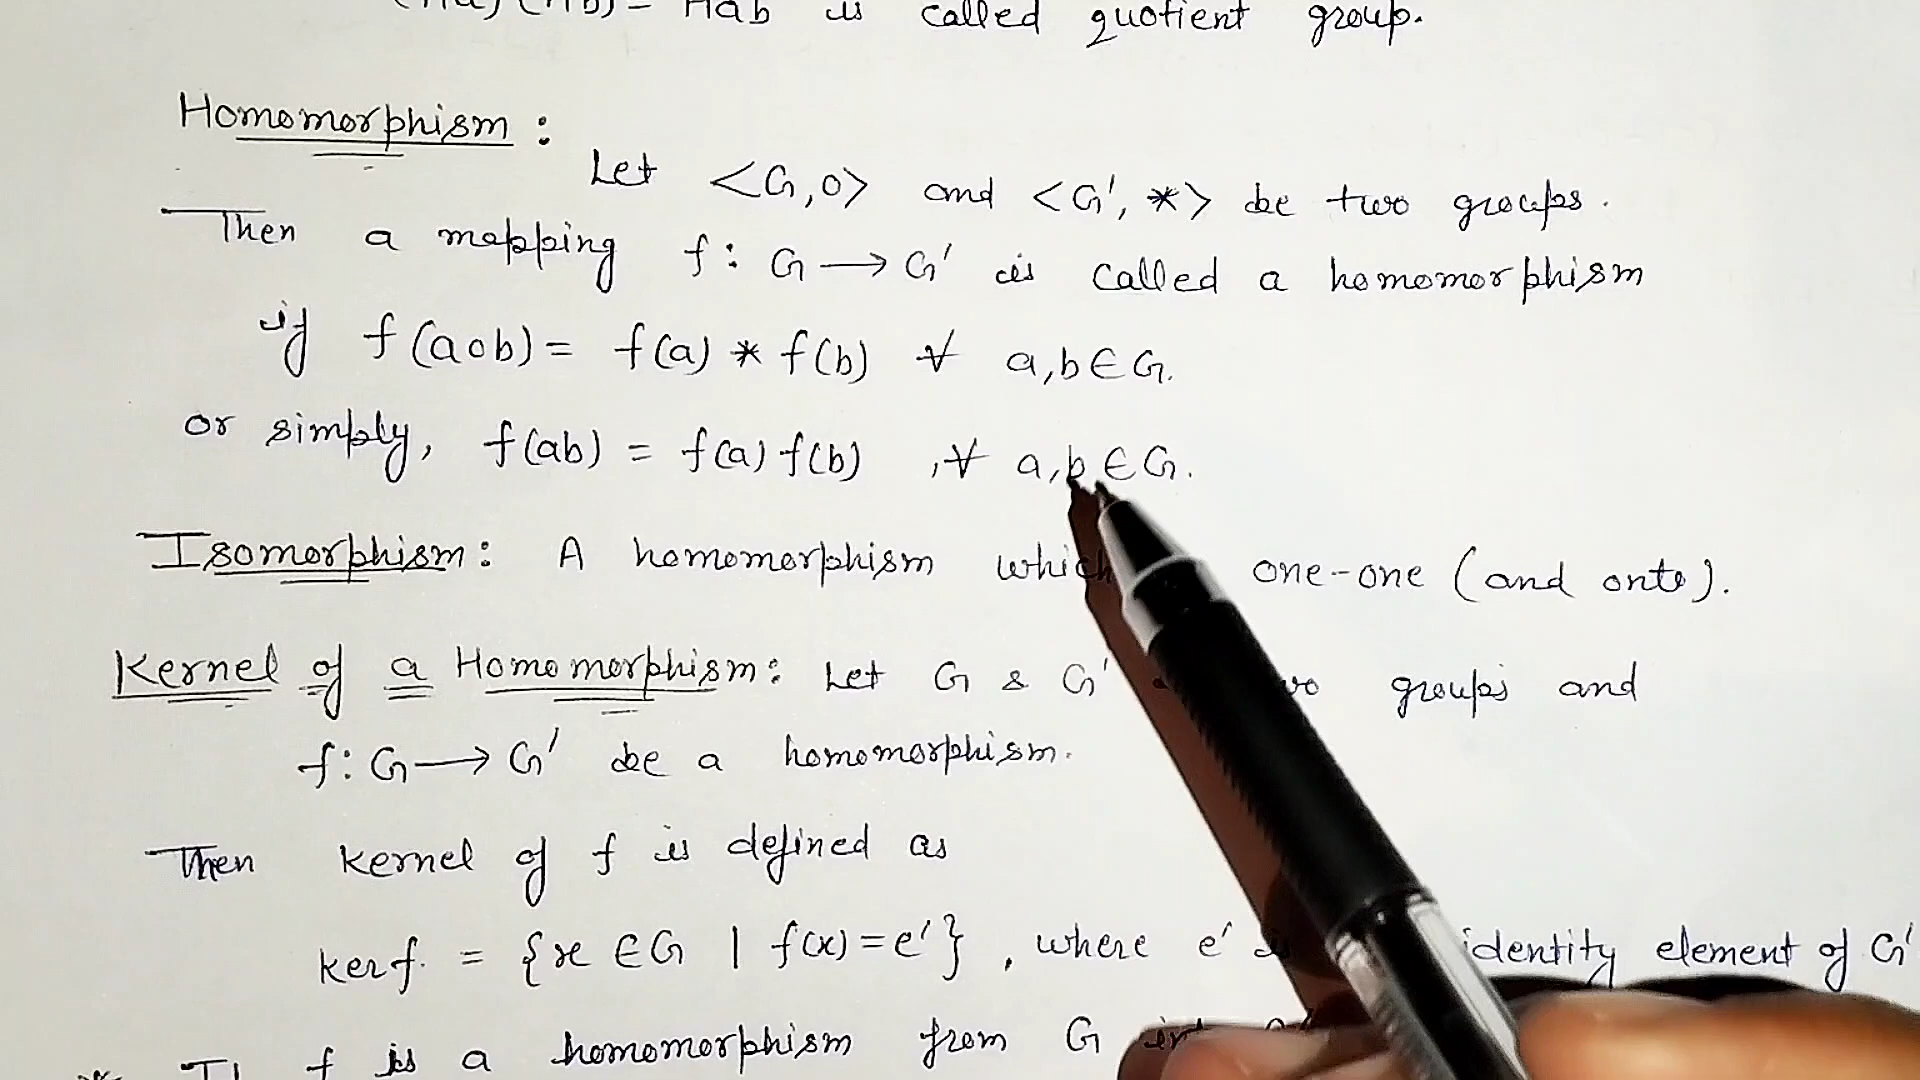 Hab is called quotient group.
Homomorphism :
Let <G,o> and <G', *> be two groups.
Then a mapping f: G → G' is called a homomorphism
if f(aob) = f(a) * f(b) ∀ a,b ∈ G.
or simply, f(ab) = f(a) f(b) , ∀ a,b ∈ G.
Isomorphism : A homomorphism one-one (and onto).
Kernel of a Homomorphism : Let G & G' groups and
f: G → G' be a homomorphism.
Then kernel of f is defined as
kerf. = {x ∈ G | f(x) = e'} , where e' identity element of G'
f is a homomorphism from G